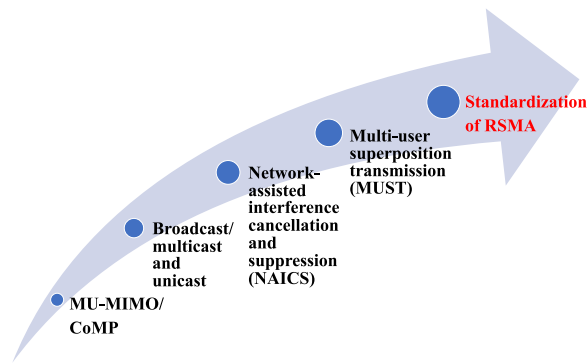 MU-MIMO/
CoMP
Broadcast/
multicast
and
unicast
Network-
assisted
interference
cancellation
and
suppression
(NAICS)
Multi-user
superposition
transmission
(MUST)
Standardization
of RSMA